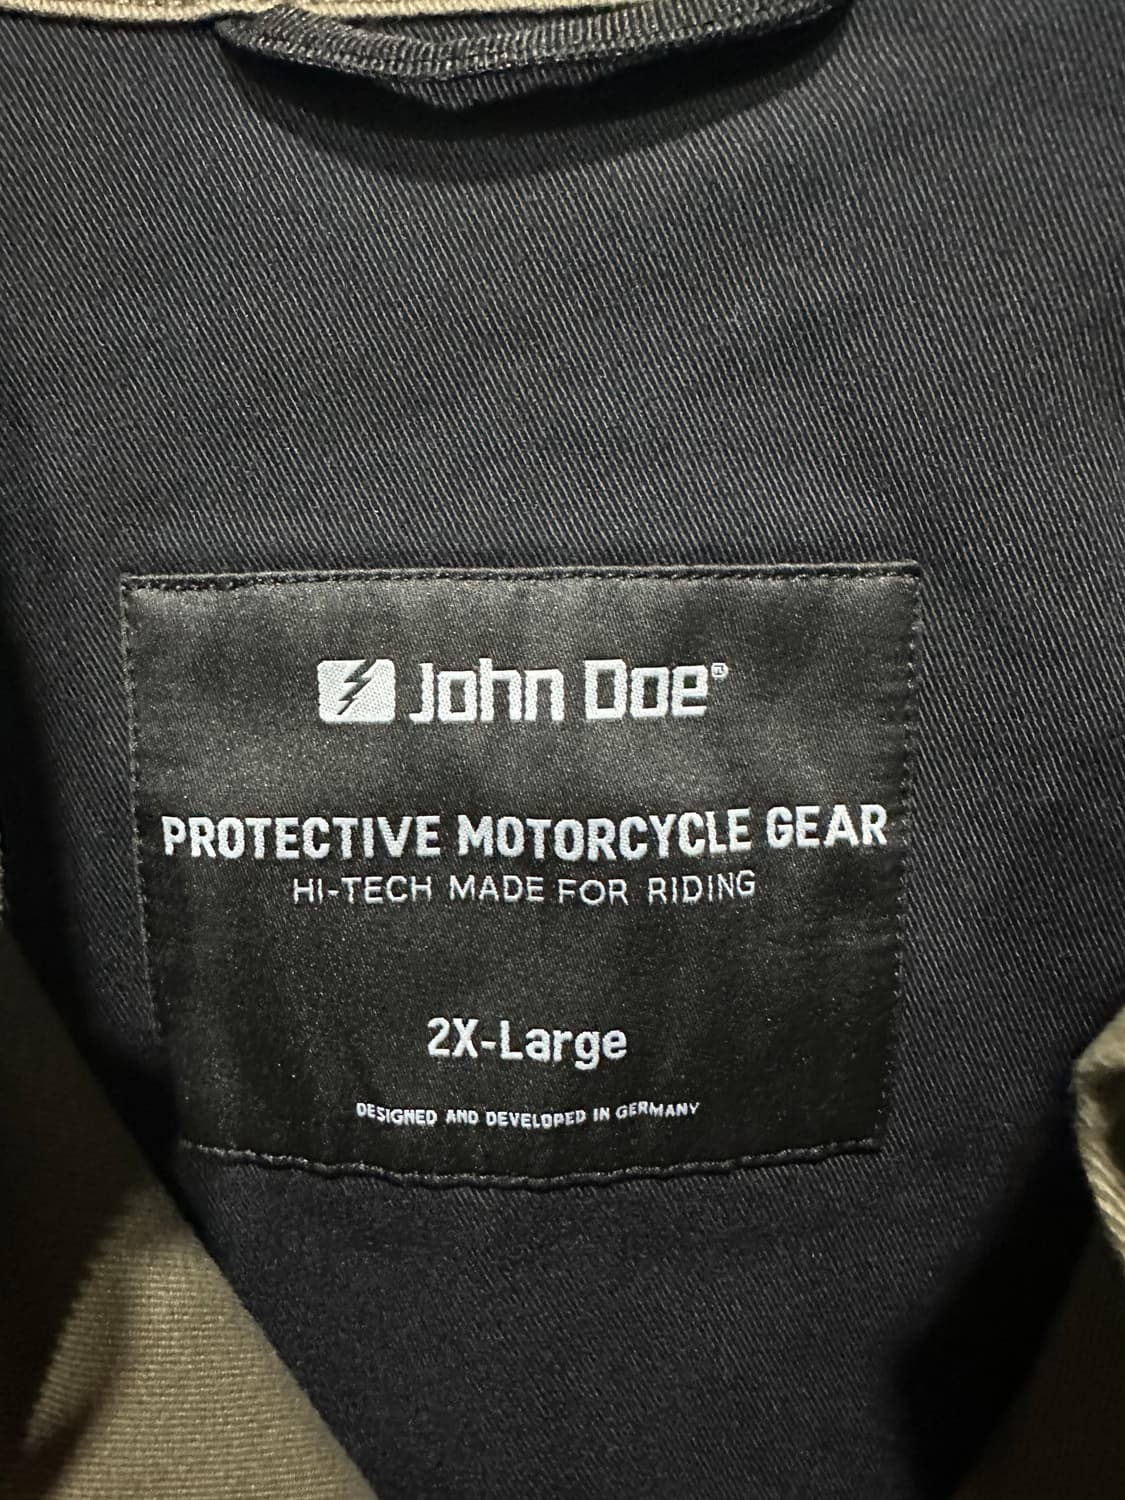 John Doe®
PROTECTIVE MOTORCYCLE GEAR
HI-TECH MADE FOR RIDING
2X-Large
DESIGNED AND DEVELOPED IN GERMANY